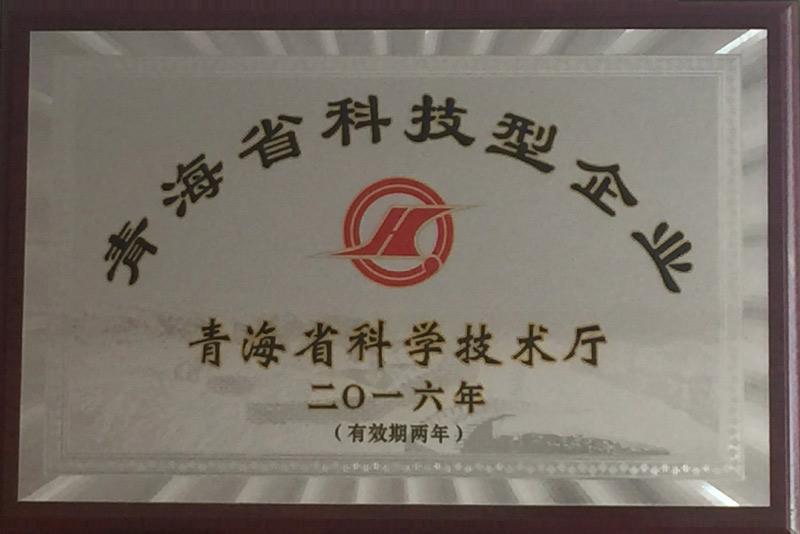 青海省科技型企业
青海省科学技术厅
二〇一六年
（有效期两年）